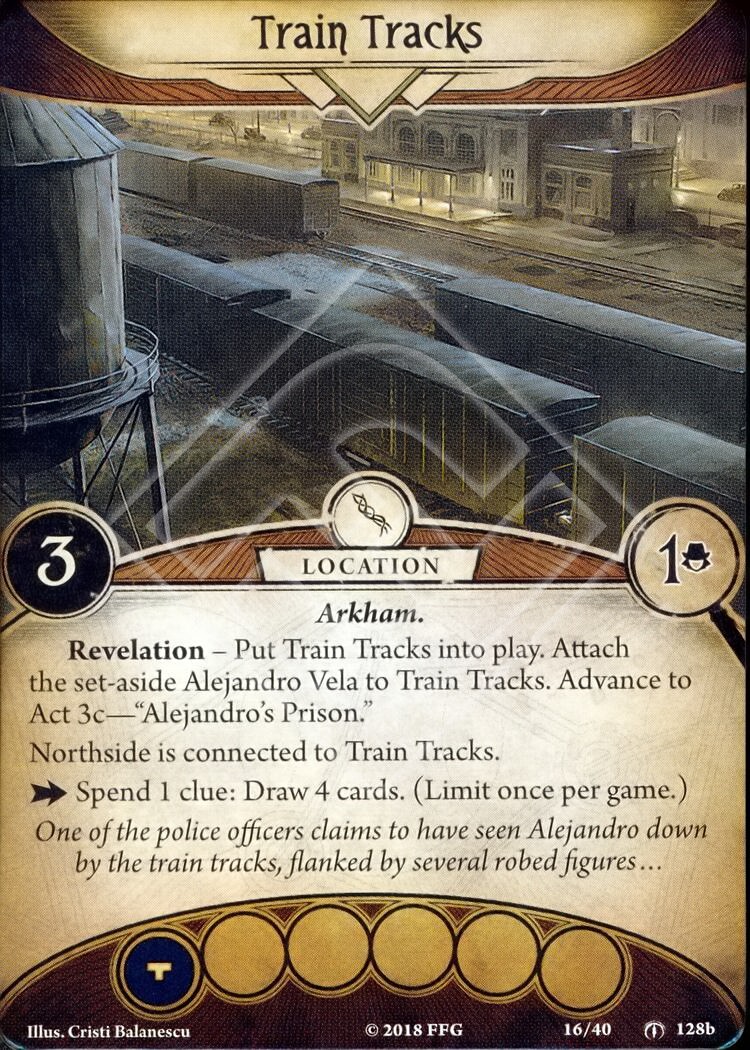 Train Tracks
3
LOCATION
1
Arkham.
Revelation – Put Train Tracks into play. Attach
the set-aside Alejandro Vela to Train Tracks. Advance to
Act 3c—“Alejandro’s Prison.”
Northside is connected to Train Tracks.
Spend 1 clue: Draw 4 cards. (Limit once per game.)
One of the police officers claims to have seen Alejandro down
by the train tracks, flanked by several robed figures…
Illus. Cristi Balanescu
© 2018 FFG
16/40
128b